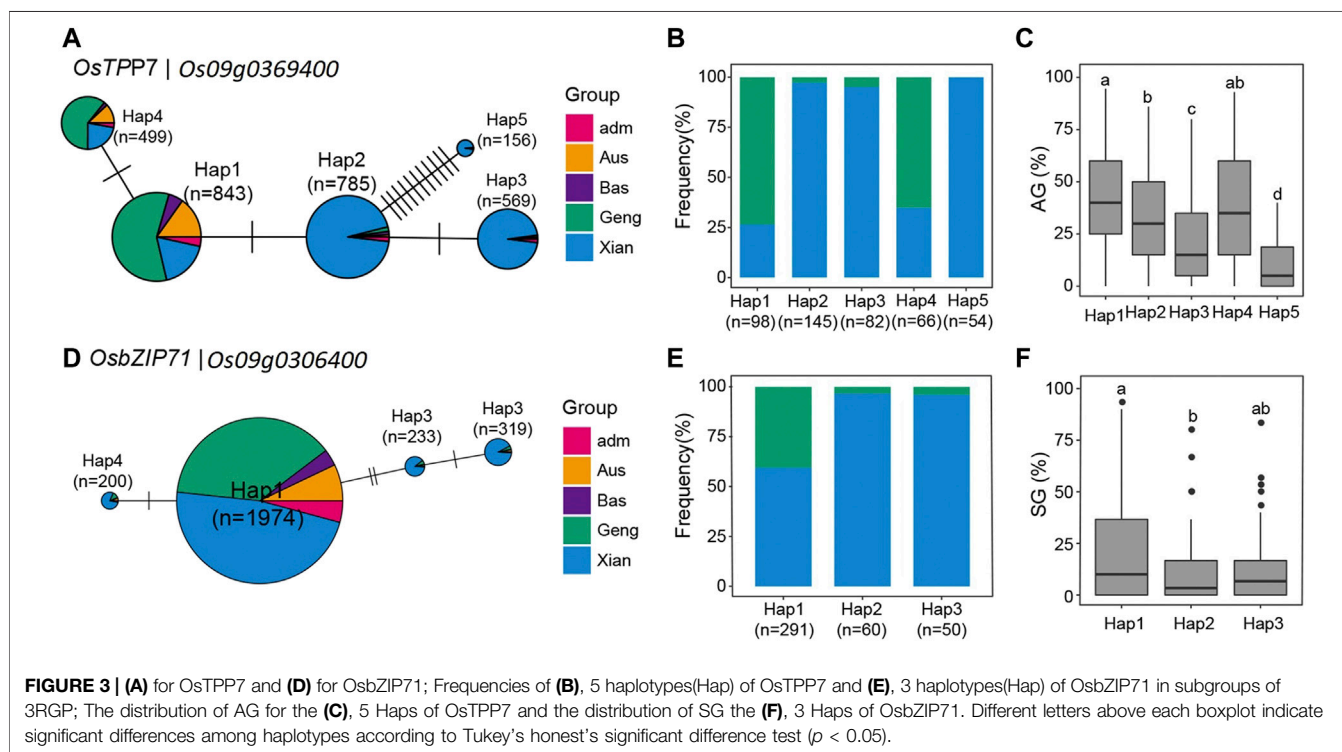 A
OsTPP7 | Os09g0369400
Hap4
(n=499)
Hap1
(n=843)
Hap2
(n=785)
Hap5
(n=156)
Hap3
(n=569)
Group
adm
Aus
Bas
Geng
Xian
B
Frequency(%)
100
75
50
25
0
Hap1 Hap2 Hap3 Hap4 Hap5
(n=98) (n=145) (n=82) (n=66) (n=54)
C
AG (%)
100
75
50
25
0
a b c ab d
Hap1 Hap2 Hap3 Hap4 Hap5
D OsbZIP71 | Os09g0306400
Hap4
(n=200)
Hap1
(n=1974)
Hap3
(n=233)
Hap3
(n=319)
Group
adm
Aus
Bas
Geng
Xian
E
Frequency(%)
100
75
50
25
0
Hap1 Hap2 Hap3
(n=291) (n=60) (n=50)
F
SG (%)
100
75
50
25
0
a b ab
Hap1 Hap2 Hap3
FIGURE 3 | (A) for OsTPP7 and (D) for OsbZIP71; Frequencies of (B), 5 haplotypes(Hap) of OsTPP7 and (E), 3 haplotypes(Hap) of OsbZIP71 in subgroups of
3RGP; The distribution of AG for the (C), 5 Haps of OsTPP7 and the distribution of SG the (F), 3 Haps of OsbZIP71. Different letters above each boxplot indicate
significant differences among haplotypes according to Tukey's honest's significant difference test (p < 0.05).